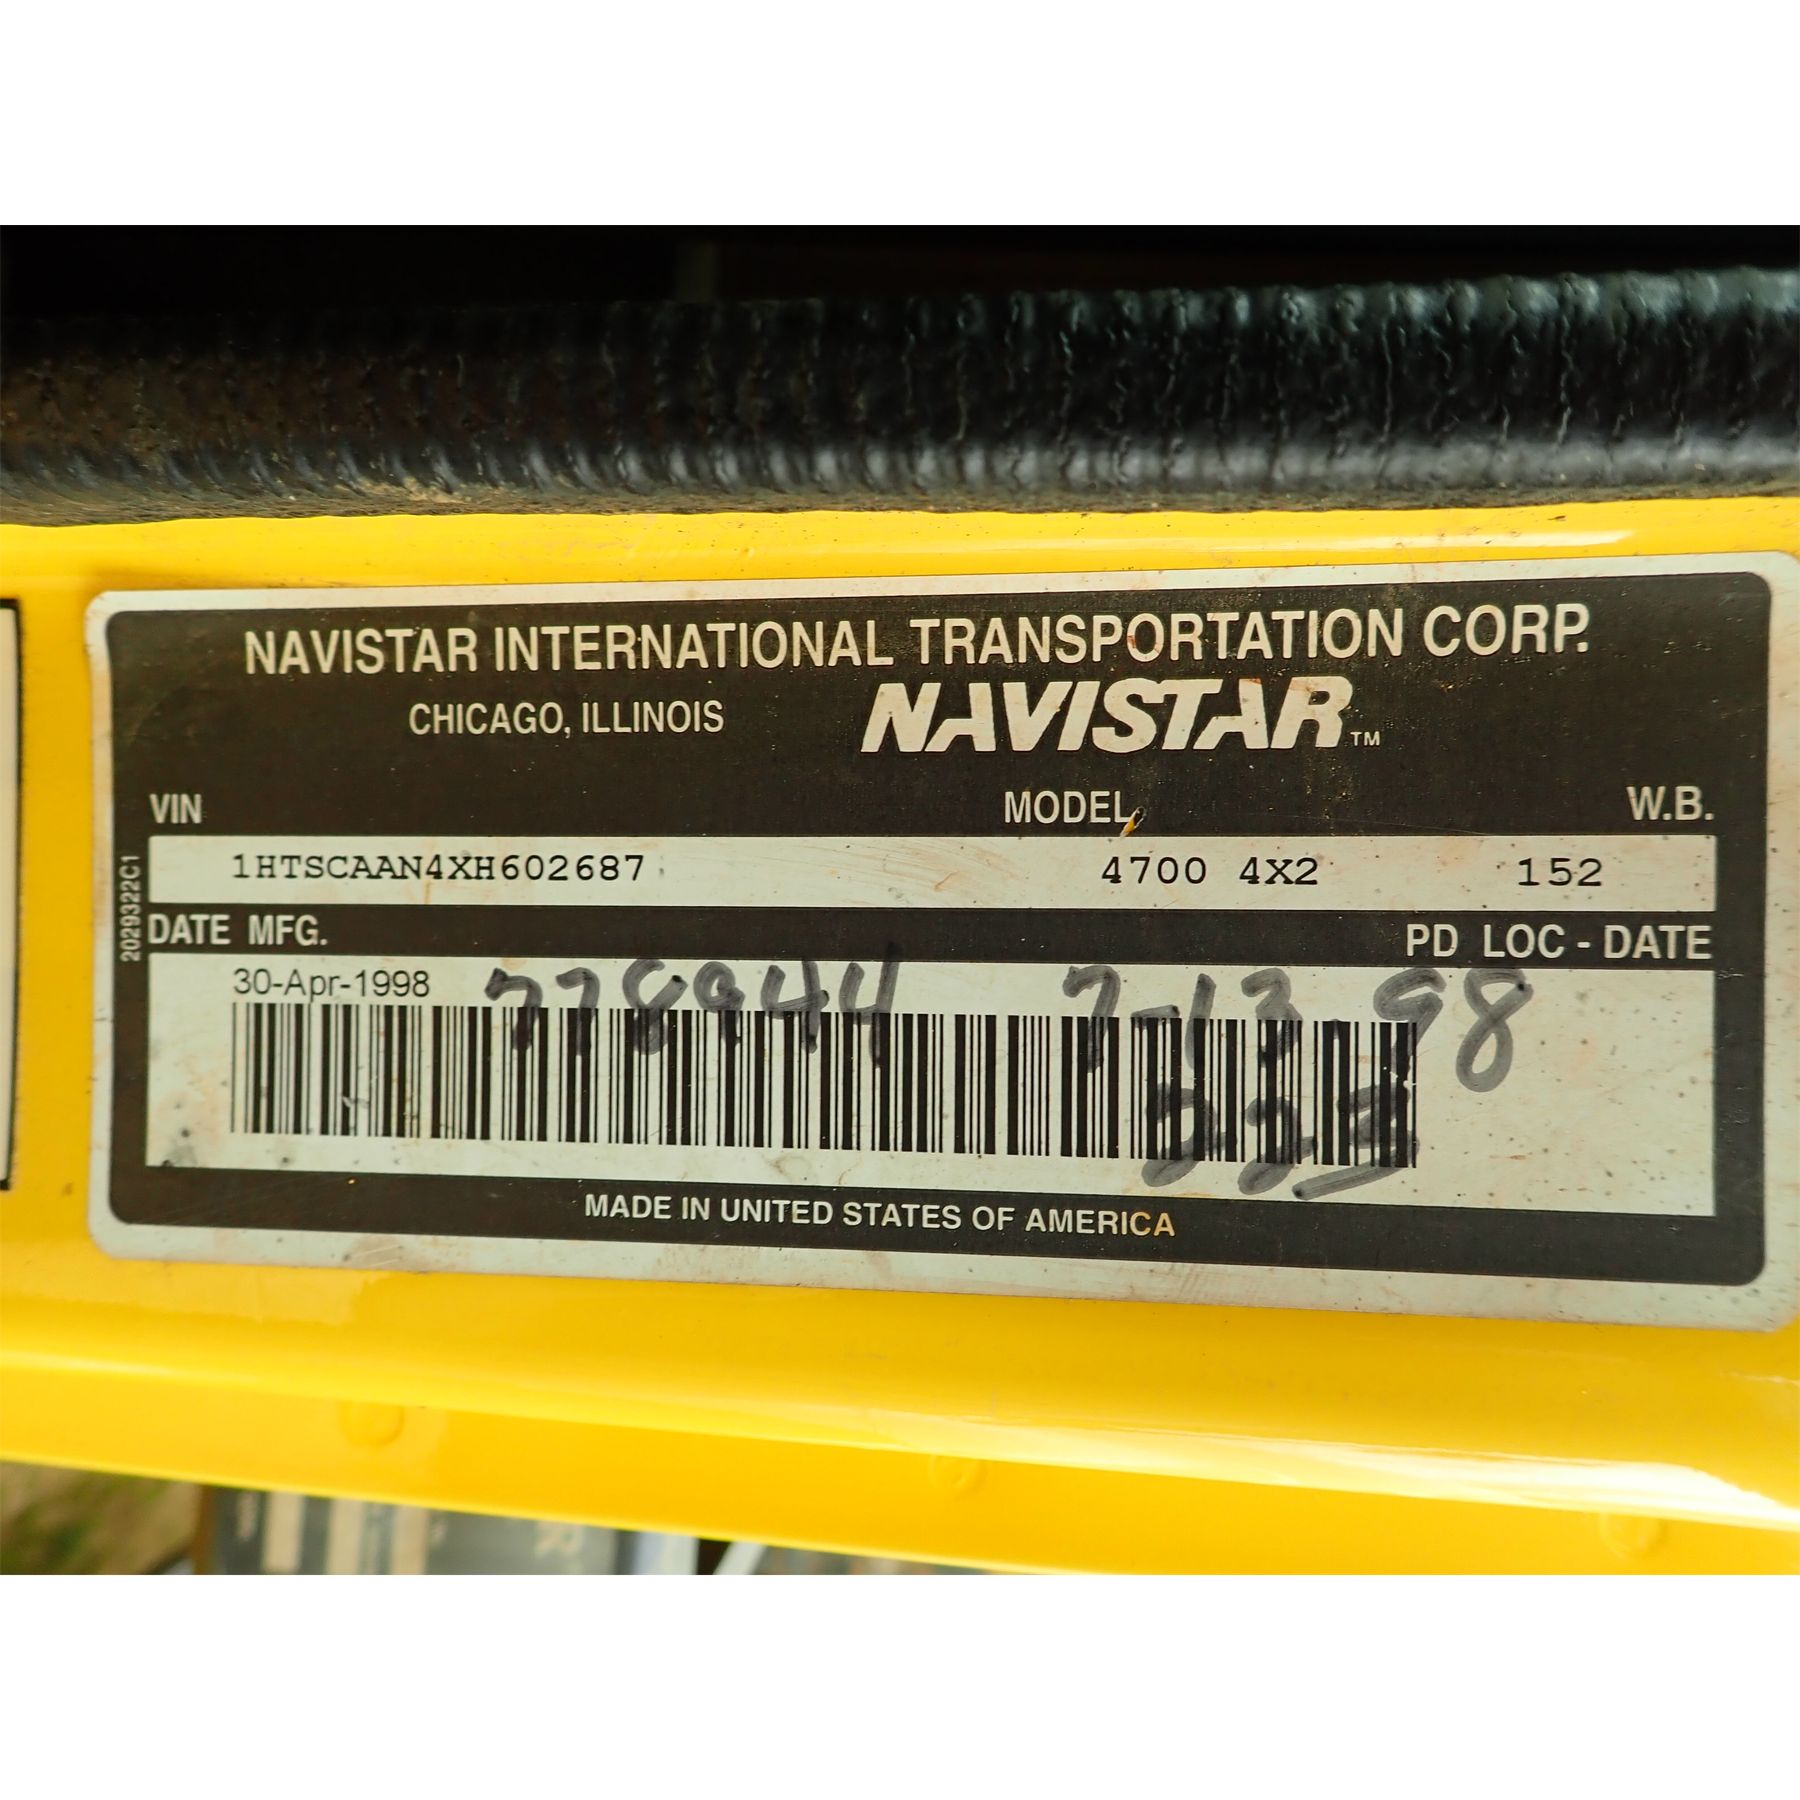 NAVISTAR INTERNATIONAL TRANSPORTATION CORP.
CHICAGO, ILLINOIS NAVISTAR™
VIN MODEL W.B.
1HTSCAAN4XH602687 4700 4X2 152
2029322C1
DATE MFG. PD LOC - DATE
30-Apr-1998 778944 7-13-98
223
MADE IN UNITED STATES OF AMERICA